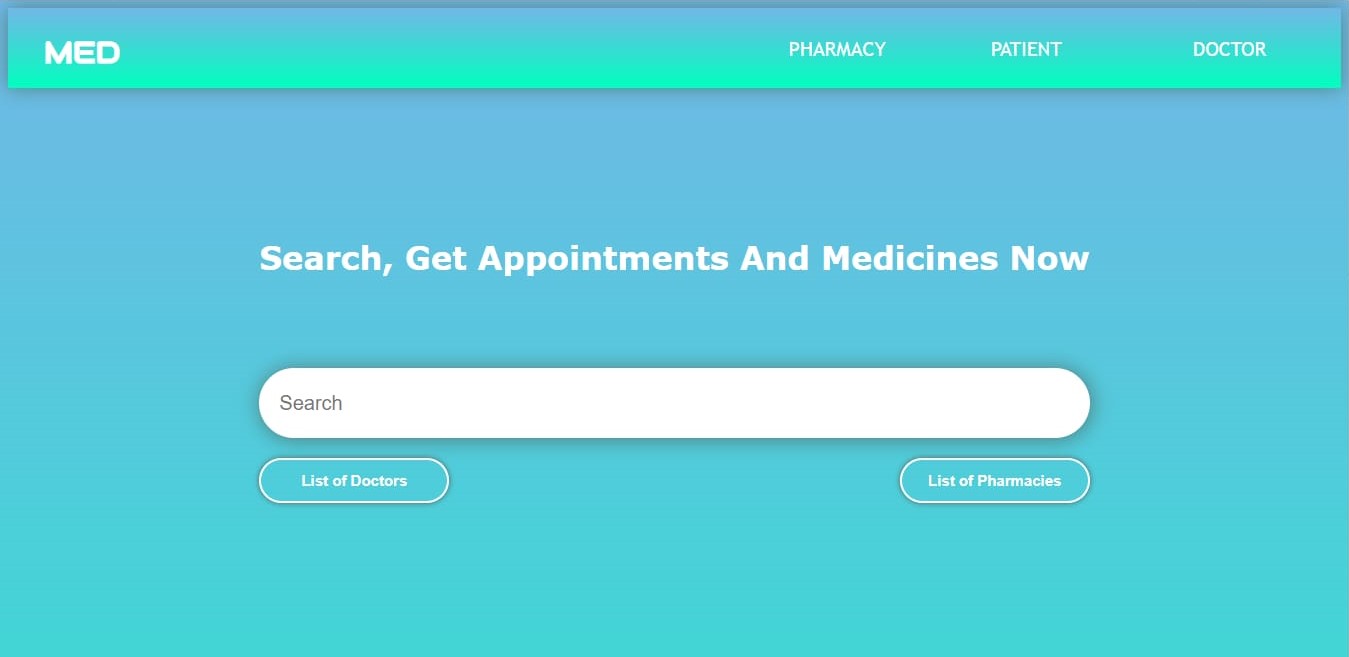 MED
PHARMACY PATIENT DOCTOR
Search, Get Appointments And Medicines Now
Search
List of Doctors List of Pharmacies